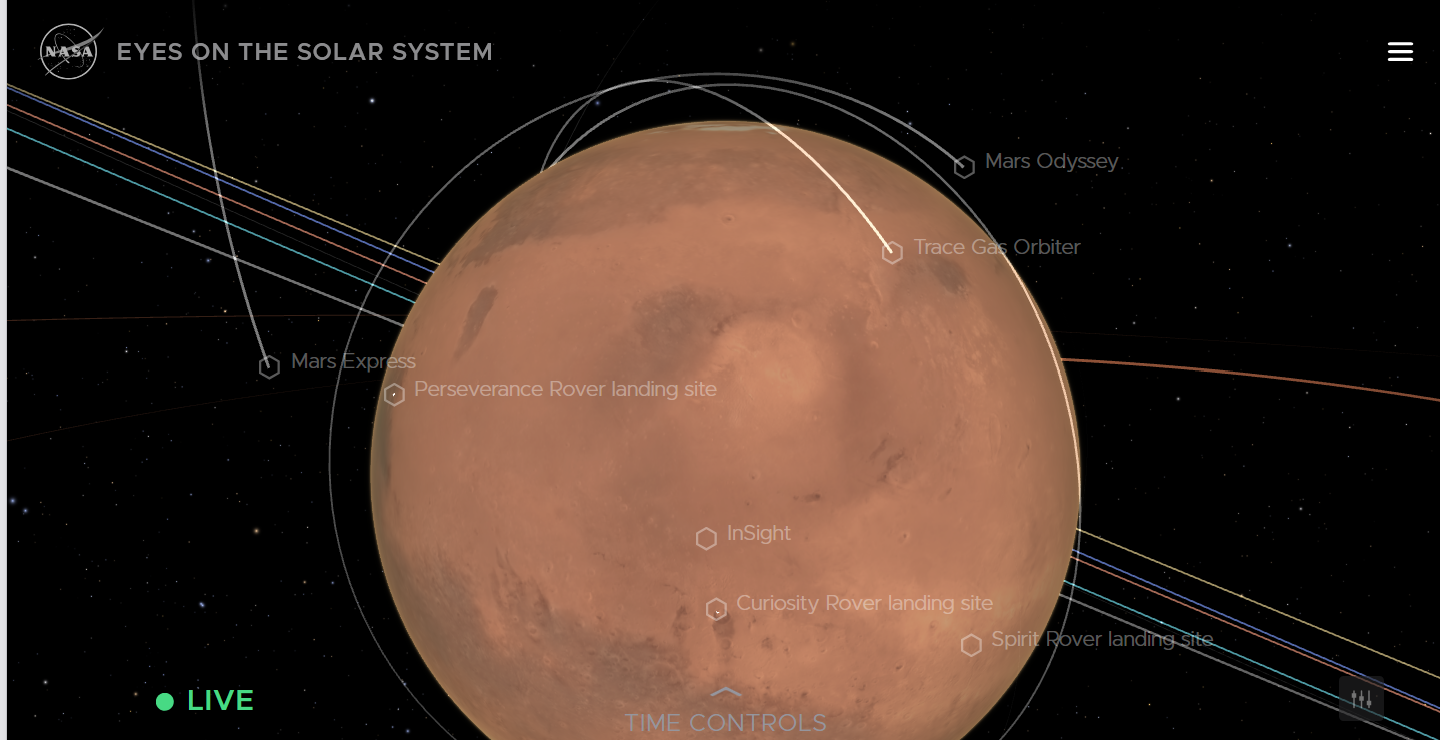 NASA
EYES ON THE SOLAR SYSTEM
Mars Odyssey
Trace Gas Orbiter
Mars Express
Perseverance Rover landing site
InSight
Curiosity Rover landing site
Spirit Rover landing site
LIVE
TIME CONTROLS